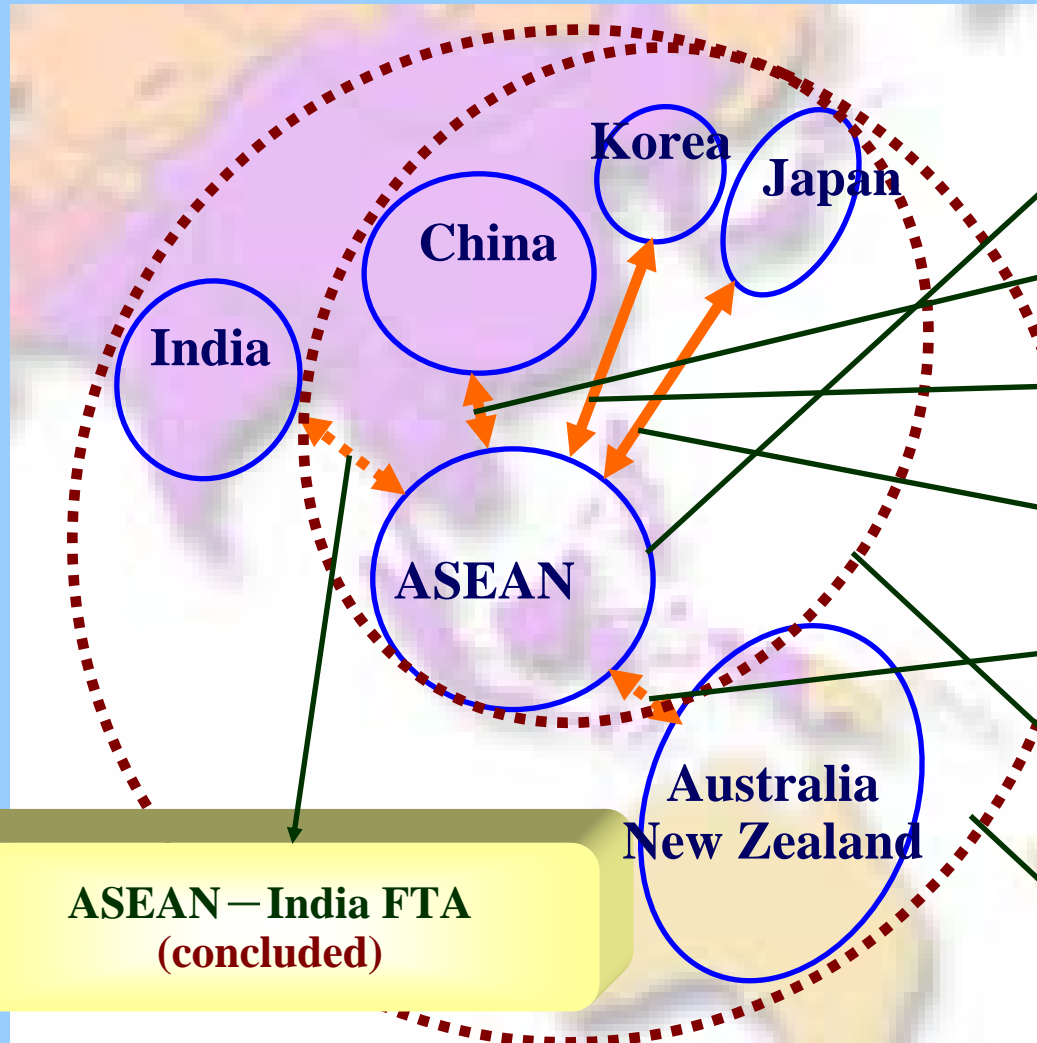 Korea
Japan
China
India
ASEAN
Australia
New Zealand
ASEAN－India FTA
(concluded)